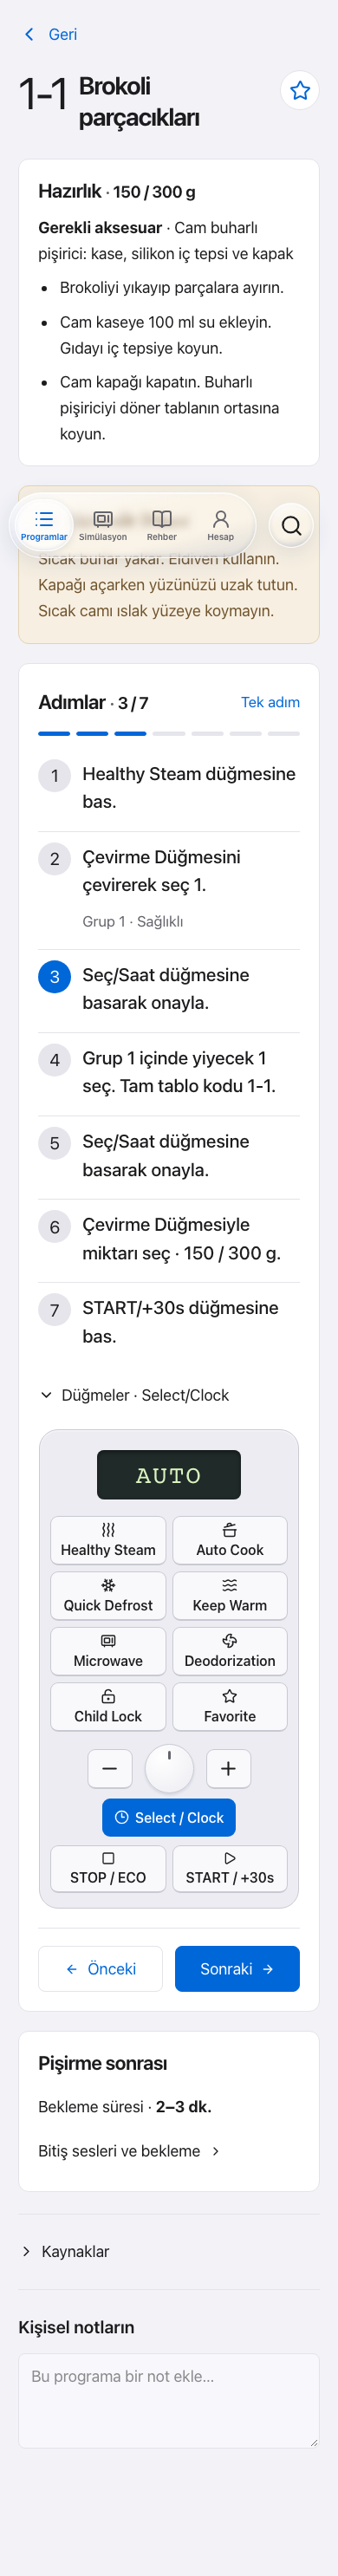 Geri
1-1 Brokoli
parçacıkları
Hazırlık · 150 / 300 g
Gerekli aksesuar · Cam buharlı
pişirici: kase, silikon iç tepsi ve kapak
• Brokoliyi yıkayıp parçalara ayırın.
• Cam kaseye 100 ml su ekleyin.
Gıdayı iç tepsiye koyun.
• Cam kapağı kapatın. Buharlı
pişiriciyi döner tablanın ortasına
koyun.
Programlar Simülasyon Rehber Hesap
Sıcak buhar yakar. Eldiven kullanın.
Kapağı açarken yüzünüzü uzak tutun.
Sıcak camı ıslak yüzeye koymayın.
Adımlar · 3 / 7 Tek adım
1 Healthy Steam düğmesine
bas.
2 Çevirme Düğmesini
çevirerek seç 1.
Grup 1 · Sağlıklı
3 Seç/Saat düğmesine
basarak onayla.
4 Grup 1 içinde yiyecek 1
seç. Tam tablo kodu 1-1.
5 Seç/Saat düğmesine
basarak onayla.
6 Çevirme Düğmesiyle
miktarı seç · 150 / 300 g.
7 START/+30s düğmesine
bas.
Düğmeler · Select/Clock
AUTO
Healthy Steam Auto Cook
Quick Defrost Keep Warm
Microwave Deodorization
Child Lock Favorite
− +
Select / Clock
STOP / ECO START / +30s
← Önceki Sonraki →
Pişirme sonrası
Bekleme süresi · 2–3 dk.
Bitiş sesleri ve bekleme
Kaynaklar
Kişisel notların
Bu programa bir not ekle...